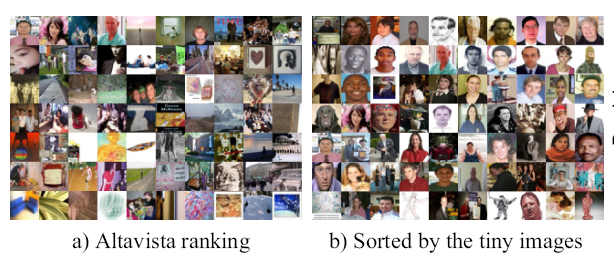 a) Altavista ranking
b) Sorted by the tiny images